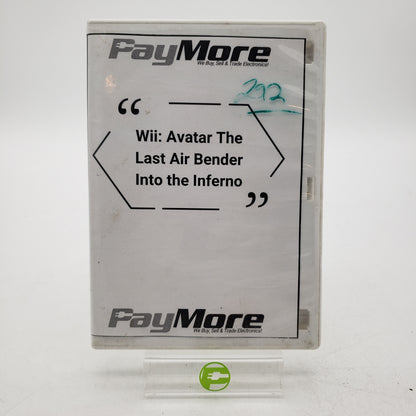 PayMore
We Buy, Sell & Trade Electronics!
292
“
Wii: Avatar The
Last Air Bender
Into the Inferno
”
PayMore
We Buy, Sell & Trade Electronics!